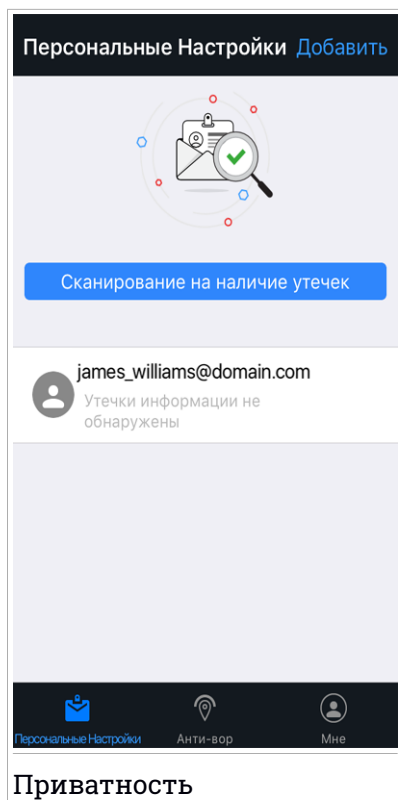 Персональные Настройки Добавить
Сканирование на наличие утечек
james_williams@domain.com
Утечки информации не
обнаружены
Персональные Настройки Анти-вор Мне
Приватность